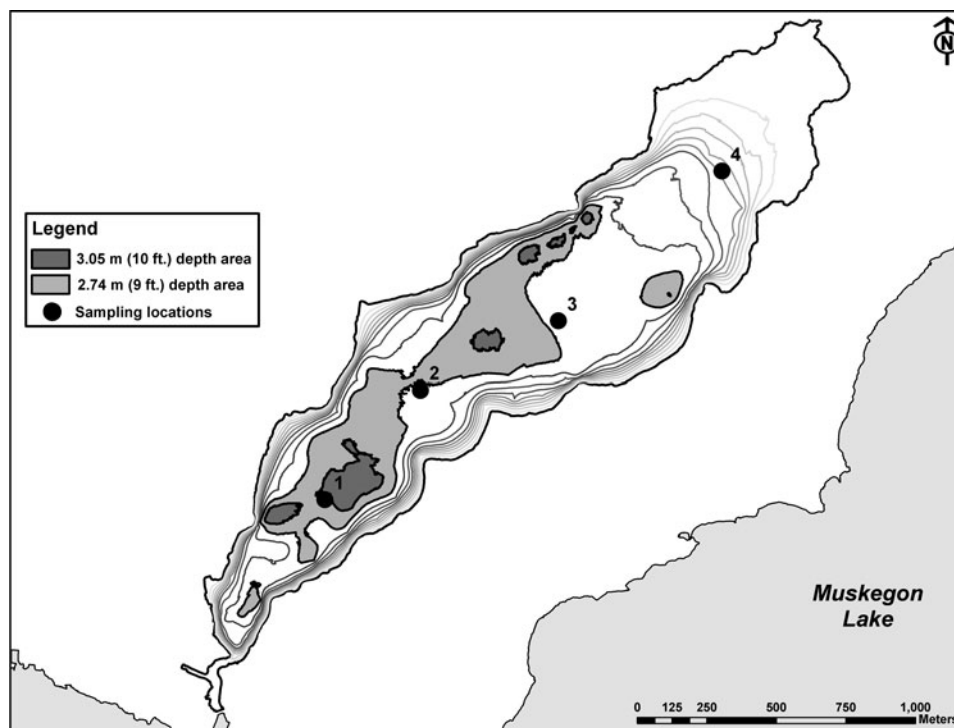 N
4
Legend
3.05 m (10 ft.) depth area
2.74 m (9 ft.) depth area
Sampling locations
3
2
1
Muskegon
Lake
0 125 250 500 750 1,000
Meters